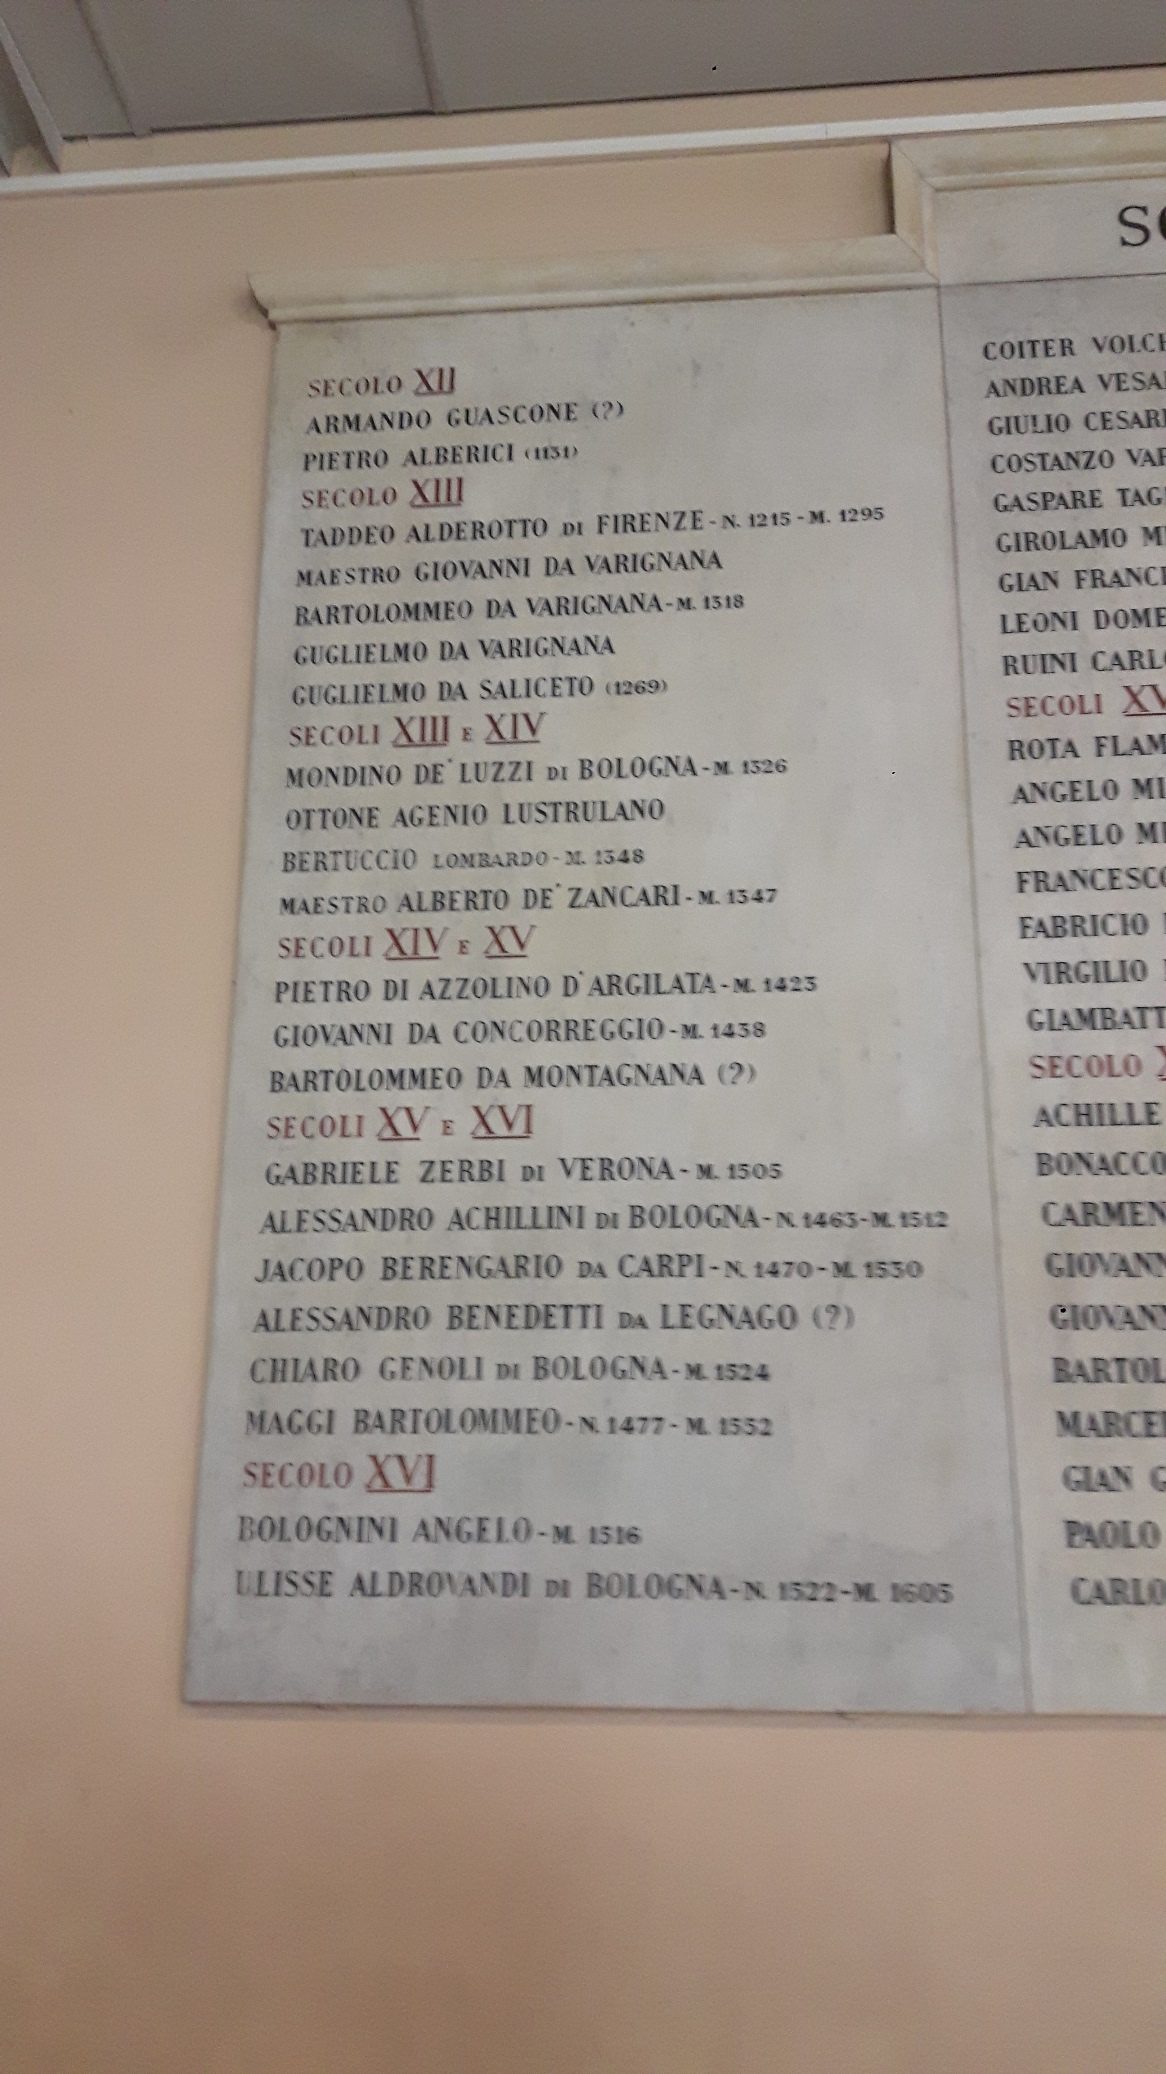 SECOLO XII
ARMANDO GUASCONE (?)
PIETRO ALBERICI (1131)
SECOLO XIII
TADDEO ALDEROTTO DI FIRENZE - N. 1215 - M. 1295
MAESTRO GIOVANNI DA VARIGNANA
BARTOLOMMEO DA VARIGNANA - M. 1318
GUGLIELMO DA VARIGNANA
GUGLIELMO DA SALICETO (1269)
SECOLI XIII E XIV
MONDINO DE' LUZZI DI BOLOGNA - M. 1326
OTTONE AGENIO LUSTRULANO
BERTUCCIO LOMBARDO - M. 1348
MAESTRO ALBERTO DE' ZANCARI - M. 1347
SECOLI XIV E XV
PIETRO DI AZZOLINO D'ARGILATA - M. 1423
GIOVANNI DA CONCORREGGIO - M. 1438
BARTOLOMMEO DA MONTAGNANA (?)
SECOLI XV E XVI
GABRIELE ZERBI DI VERONA - M. 1505
ALESSANDRO ACHILLINI DI BOLOGNA - N. 1463 - M. 1512
JACOPO BERENGARIO DA CARPI - N. 1470 - M. 1530
ALESSANDRO BENEDETTI DA LEGNAGO (?)
CHIARO GENOLI DI BOLOGNA - M. 1524
MAGGI BARTOLOMMEO - N. 1477 - M. 1552
SECOLO XVI
BOLOGNINI ANGELO - M. 1516
ULISSE ALDROVANDI DI BOLOGNA - N. 1522 - M. 1605
COITER
ANDREA
GIULIO
COSTANZO
GASPARE
GIROLAMO
GIAN
LEONI
RUINI
SECOLI
ROTA
ANGELO
ANGELO
FRANCESCO
FABRICIO
VIRGILIO
SECOLO
ACHILLE
PAOLO